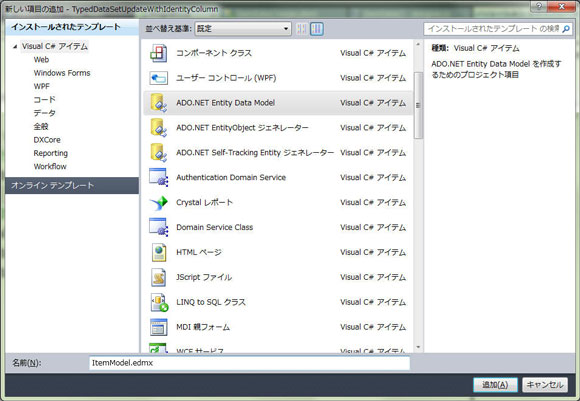 新しい項目の追加 - TypedDataSetUpdateWithIdentityColumn
インストールされたテンプレート
並べ替え基準: 既定
インストールされたテンプレート の検索
Visual C# アイテム
Web
Windows Forms
WPF
コード
データ
全般
DXCore
Reporting
Workflow
オンライン テンプレート
コンポーネント クラス Visual C# アイテム
ユーザー コントロール (WPF) Visual C# アイテム
ADO.NET Entity Data Model Visual C# アイテム
ADO.NET EntityObject ジェネレーター Visual C# アイテム
ADO.NET Self-Tracking Entity ジェネレーター Visual C# アイテム
Authentication Domain Service Visual C# アイテム
Crystal レポート Visual C# アイテム
Domain Service Class Visual C# アイテム
HTML ページ Visual C# アイテム
JScript ファイル Visual C# アイテム
LINQ to SQL クラス Visual C# アイテム
MDI 親フォーム Visual C# アイテム
WCF サービス Visual C# アイテム
種類: Visual C# アイテム
ADO.NET Entity Data Model を作成
するためのプロジェクト項目
名前(N): ItemModel.edmx
追加(A) キャンセル